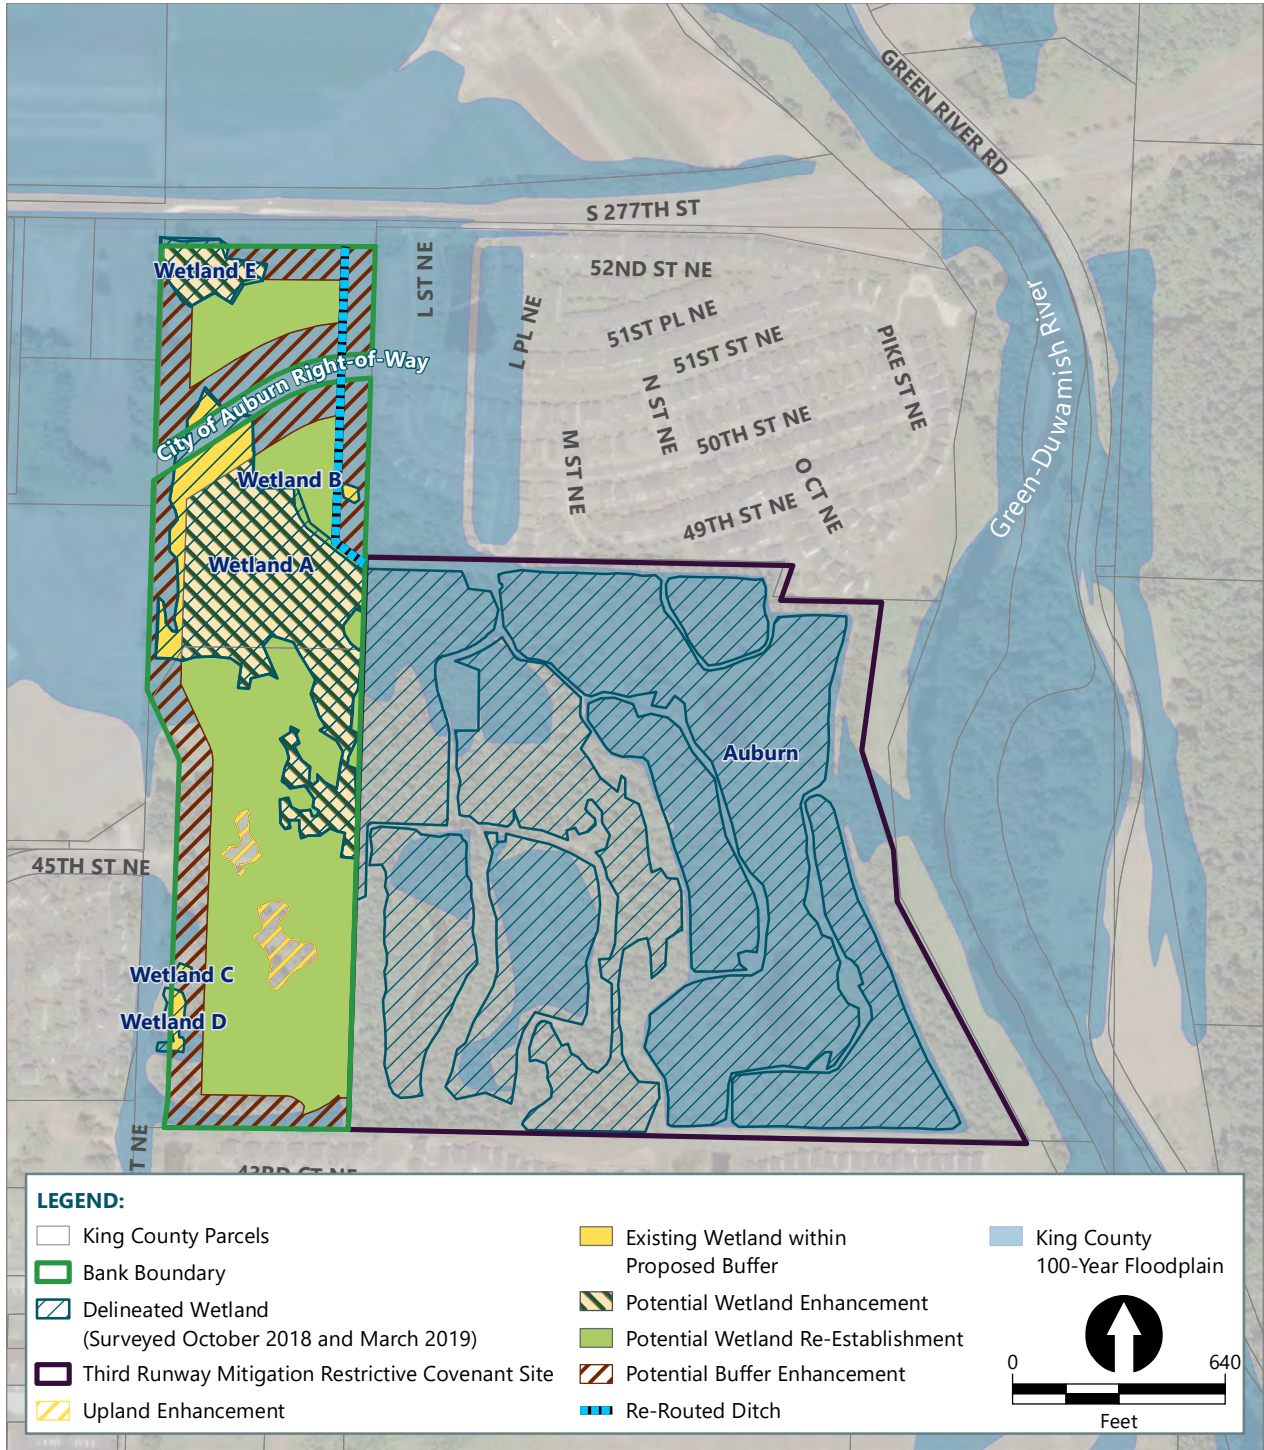 GREEN RIVER RD
S 277TH ST
L ST NE
52ND ST NE
Wetland E
L PL NE
51ST PL NE
51ST ST NE
PIKE ST NE
Green-Duwamish River
City of Auburn Right-of-Way
N ST NE
50TH ST NE
M ST NE
O CT NE
49TH ST NE
Wetland B
Wetland A
Auburn
45TH ST NE
Wetland C
Wetland D
T NE
43RD CT NE
LEGEND:
King County Parcels
Bank Boundary
Delineated Wetland
(Surveyed October 2018 and March 2019)
Third Runway Mitigation Restrictive Covenant Site
Upland Enhancement
Existing Wetland within
Proposed Buffer
Potential Wetland Enhancement
Potential Wetland Re-Establishment
Potential Buffer Enhancement
Re-Routed Ditch
King County
100-Year Floodplain
0 640
Feet